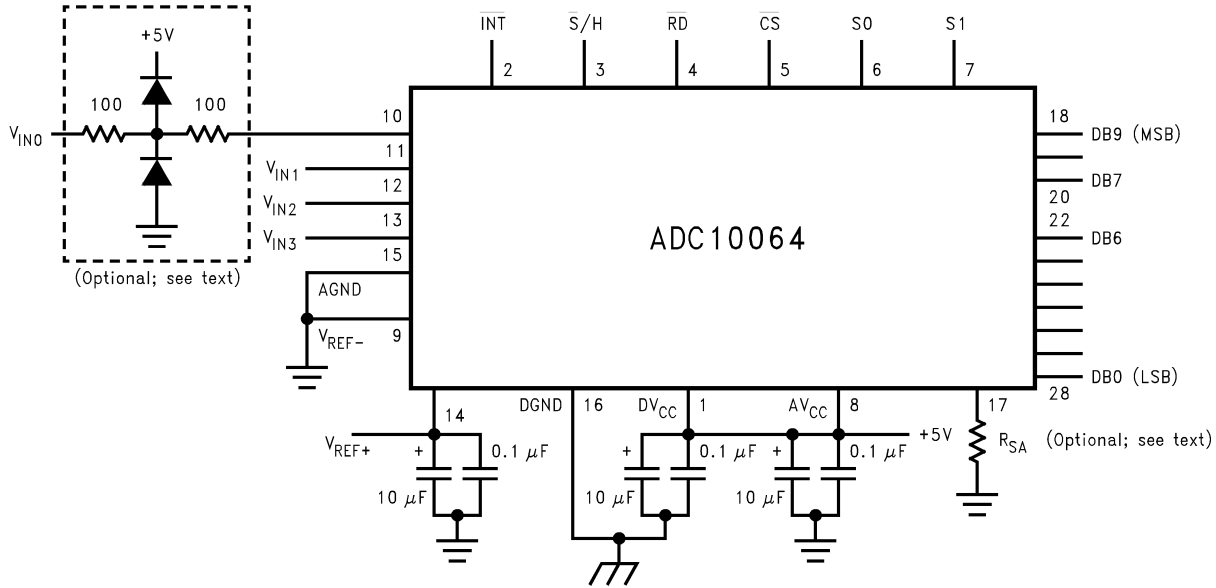 INT S/H RD CS S0 S1
2 3 4 5 6 7
+5V
100 100
V_IN0
(Optional; see text)
10
11
V_IN1
12
V_IN2
13
V_IN3
15
AGND
V_REF- 9
ADC10064
18
DB9 (MSB)
DB7
20
22
DB6
DB0 (LSB)
28
14 DGND 16 DV_CC 1 AV_CC 8 17
V_REF+ + 0.1 μF + 0.1 μF + 0.1 μF +5V R_SA (Optional; see text)
10 μF 10 μF 10 μF